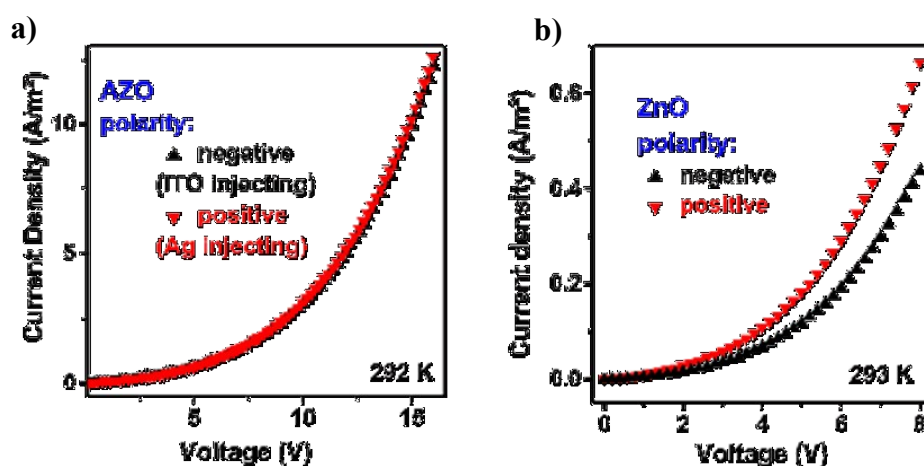 a)
Current Density (A/m²)
10
5
0
AZO
polarity:
▲ negative
(ITO injecting)
▼ positive
(Ag injecting)
292 K
5
10
15
Voltage (V)
b)
Current density (A/m²)
0.6
0.4
0.2
0.0
ZnO
polarity:
▲ negative
▼ positive
293 K
0
2
4
6
8
Voltage (V)